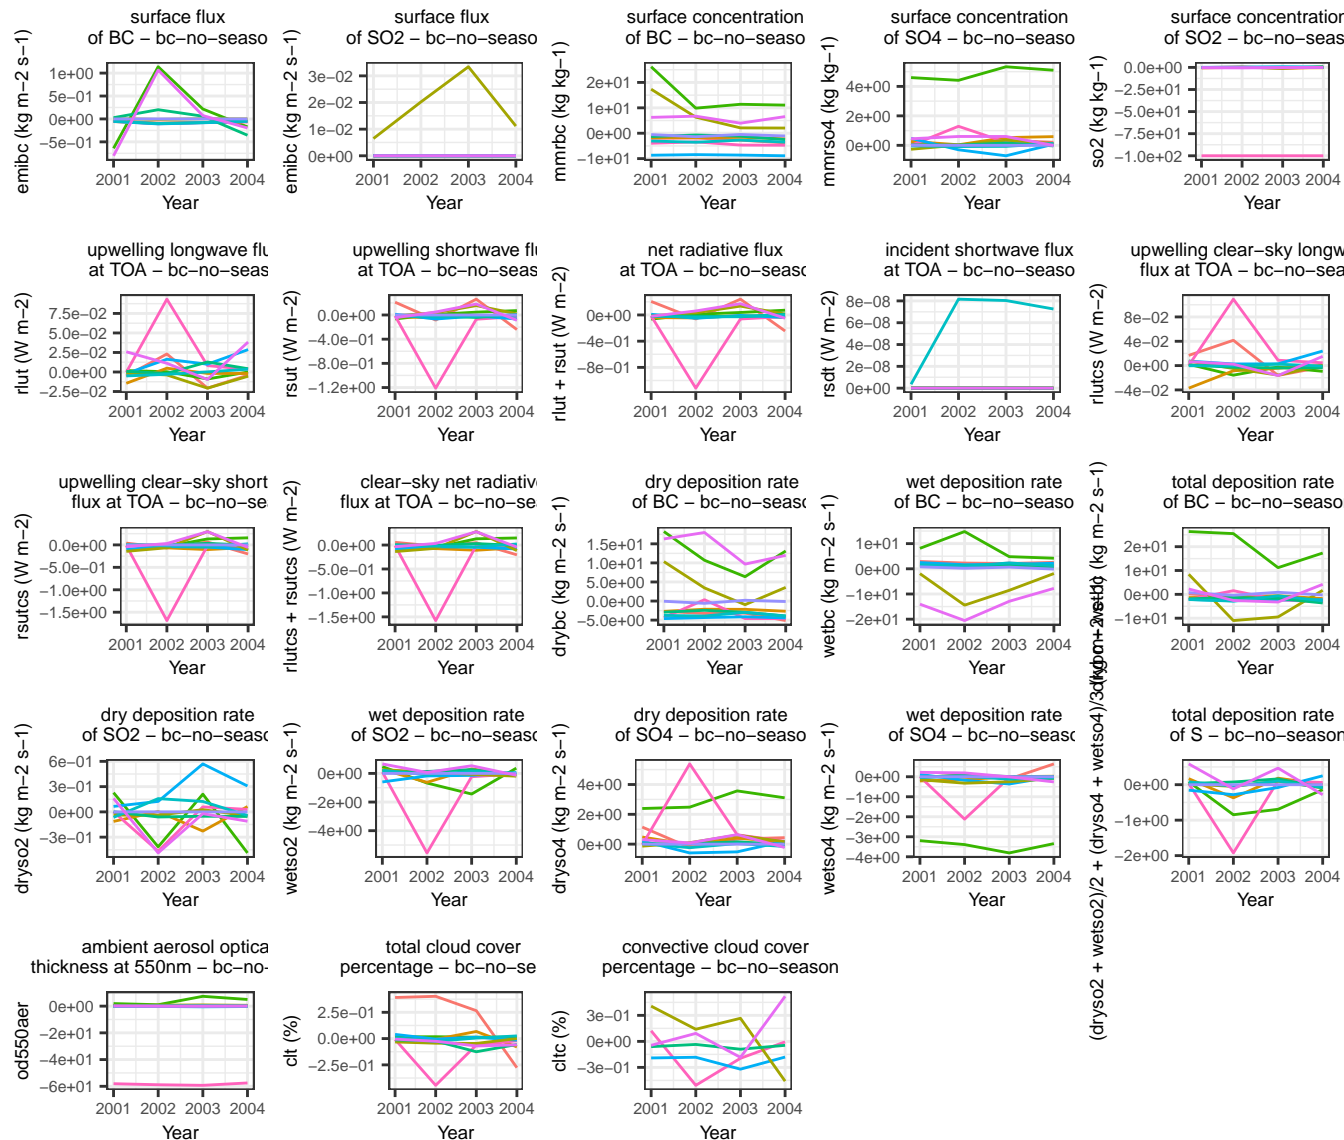 surface flux
of BC − bc−no−seaso
emibc (kg m−2 s−1)
1e+00
5e−01
0e+00
−5e−01
2001 2002 2003 2004
Year
surface flux
of SO2 − bc−no−seaso
emibc (kg m−2 s−1)
3e−02
2e−02
1e−02
0e+00
2001 2002 2003 2004
Year
surface concentration
of BC − bc−no−seaso
mmrbc (kg kg−1)
2e+01
1e+01
0e+00
−1e+01
2001 2002 2003 2004
Year
surface concentration
of SO4 − bc−no−seaso
mmrso4 (kg kg−1)
4e+00
2e+00
0e+00
2001 2002 2003 2004
Year
surface concentration
of SO2 − bc−no−seaso
so2 (kg kg−1)
0.0e+00
−2.5e+01
−5.0e+01
−7.5e+01
−1.0e+02
2001 2002 2003 2004
Year
upwelling longwave flu
at TOA − bc−no−seas
rlut (W m−2)
7.5e−02
5.0e−02
2.5e−02
0.0e+00
−2.5e−02
2001 2002 2003 2004
Year
upwelling shortwave flu
at TOA − bc−no−seas
rsut (W m−2)
0.0e+00
−4.0e−01
−8.0e−01
−1.2e+00
2001 2002 2003 2004
Year
net radiative flux
at TOA − bc−no−seaso
rlut + rsut (W m−2)
0e+00
−4e−01
−8e−01
2001 2002 2003 2004
Year
incident shortwave flux
at TOA − bc−no−seaso
rsdt (W m−2)
8e−08
6e−08
4e−08
2e−08
0e+00
2001 2002 2003 2004
Year
upwelling clear−sky longw
flux at TOA − bc−no−sea
rlutcs (W m−2)
8e−02
4e−02
0e+00
−4e−02
2001 2002 2003 2004
Year
upwelling clear−sky short
flux at TOA − bc−no−se
rsutcs (W m−2)
0.0e+00
−5.0e−01
−1.0e+00
−1.5e+00
2001 2002 2003 2004
Year
clear−sky net radiativ
flux at TOA − bc−no−se
rlutcs + rsutcs (W m−2)
0.0e+00
−5.0e−01
−1.0e+00
−1.5e+00
2001 2002 2003 2004
Year
dry deposition rate
of BC − bc−no−seaso
drybc (kg m−2 s−1)
1.5e+01
1.0e+01
5.0e+00
0.0e+00
−5.0e+00
2001 2002 2003 2004
Year
wet deposition rate
of BC − bc−no−seaso
wetbc (kg m−2 s−1)
1e+01
0e+00
−1e+01
−2e+01
2001 2002 2003 2004
Year
total deposition rate
of BC − bc−no−seaso
(kg m−2 s−1)
2e+01
1e+01
0e+00
−1e+01
2001 2002 2003 2004
Year
dry deposition rate
of SO2 − bc−no−seaso
dryso2 (kg m−2 s−1)
6e−01
3e−01
0e+00
−3e−01
2001 2002 2003 2004
Year
wet deposition rate
of SO2 − bc−no−seaso
wetso2 (kg m−2 s−1)
0e+00
−2e+00
−4e+00
2001 2002 2003 2004
Year
dry deposition rate
of SO4 − bc−no−seaso
dryso4 (kg m−2 s−1)
4e+00
2e+00
0e+00
2001 2002 2003 2004
Year
wet deposition rate
of SO4 − bc−no−seaso
wetso4 (kg m−2 s−1)
0e+00
−1e+00
−2e+00
−3e+00
−4e+00
2001 2002 2003 2004
Year
total deposition rate
of S − bc−no−season
(dryso2 + wetso2)/2 + (dryso4 + wetso4)/3
0e+00
−1e+00
−2e+00
2001 2002 2003 2004
Year
ambient aerosol optica
thickness at 550nm − bc−no−
od550aer
0e+00
−2e+01
−4e+01
−6e+01
2001 2002 2003 2004
Year
total cloud cover
percentage − bc−no−se
clt (%)
2.5e−01
0.0e+00
−2.5e−01
2001 2002 2003 2004
Year
convective cloud cover
percentage − bc−no−season
cltc (%)
3e−01
0e+00
−3e−01
2001 2002 2003 2004
Year